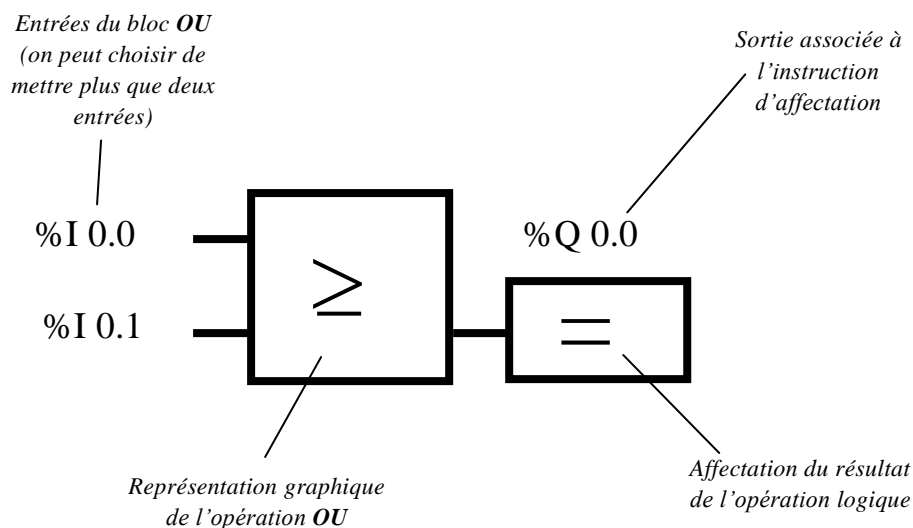 Entrées du bloc OU
(on peut choisir de
mettre plus que deux
entrées)
Sortie associée à
l’instruction
d’affectation
%I 0.0
%Q 0.0
≥
%I 0.1
=
Représentation graphique
de l’opération OU
Affectation du résultat
de l’opération logique